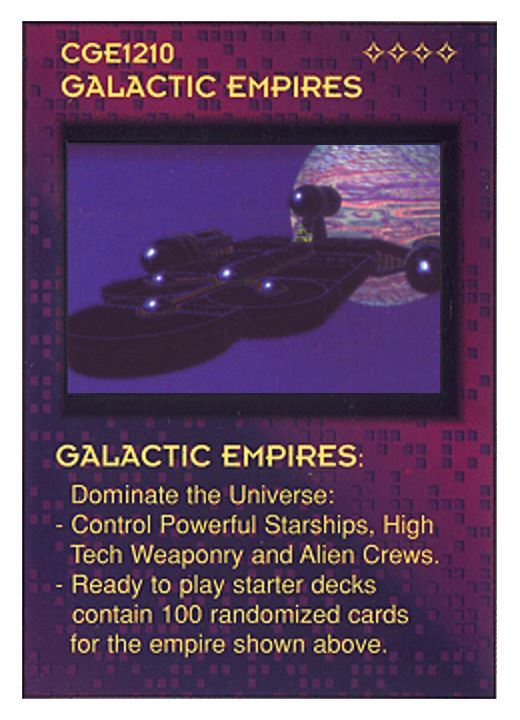 CGE1210
GALACTIC EMPIRES
GALACTIC EMPIRES:
Dominate the Universe:
- Control Powerful Starships, High
Tech Weaponry and Alien Crews.
- Ready to play starter decks
contain 100 randomized cards
for the empire shown above.